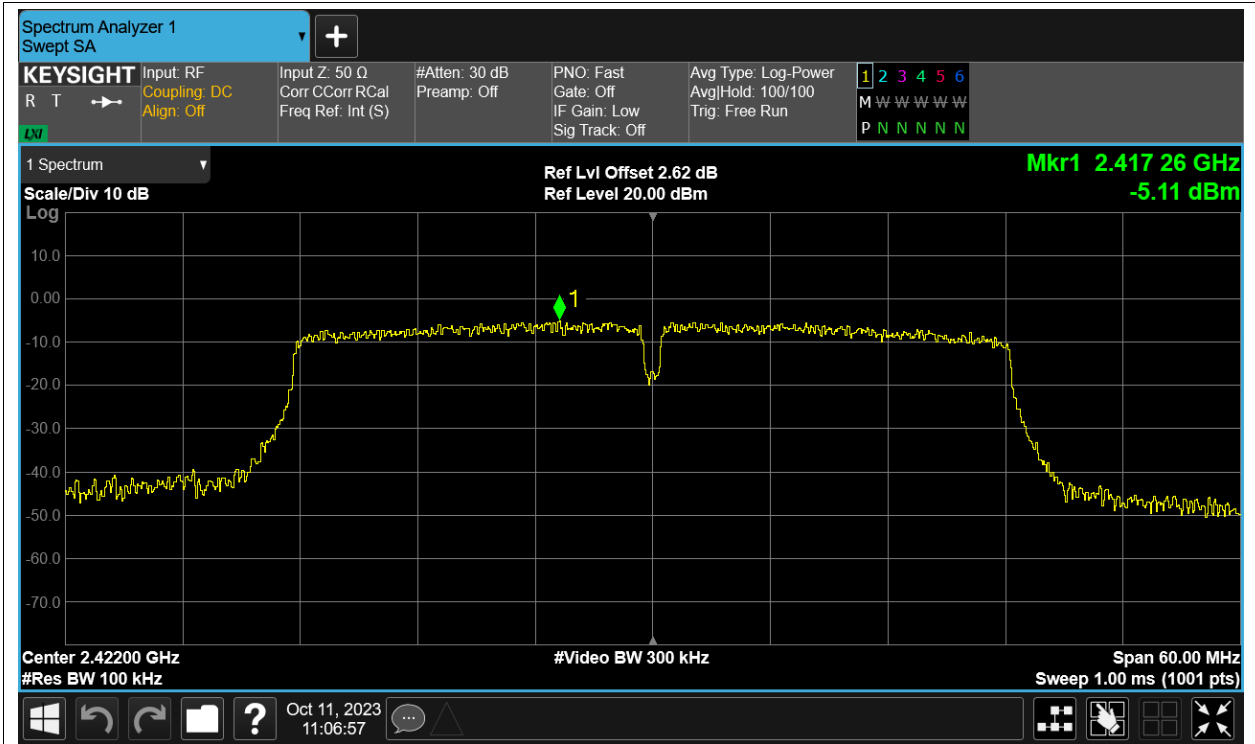 Spectrum Analyzer 1
Swept SA
KEYSIGHT
R T
LXI
Input: RF
Coupling: DC
Align: Off
Input Z: 50 Ω
Corr CCorr RCal
Freq Ref: Int (S)
#Atten: 30 dB
Preamp: Off
PNO: Fast
Gate: Off
IF Gain: Low
Sig Track: Off
Avg Type: Log-Power
Avg|Hold: 100/100
Trig: Free Run
1 2 3 4 5 6
M W W W W W
P N N N N N
1 Spectrum
Scale/Div 10 dB
Log
Ref Lvl Offset 2.62 dB
Ref Level 20.00 dBm
Mkr1 2.417 26 GHz
-5.11 dBm
10.0
0.00
-10.0
-20.0
-30.0
-40.0
-50.0
-60.0
-70.0
1
Center 2.42200 GHz
#Res BW 100 kHz
#Video BW 300 kHz
Span 60.00 MHz
Sweep 1.00 ms (1001 pts)
?
Oct 11, 2023
11:06:57